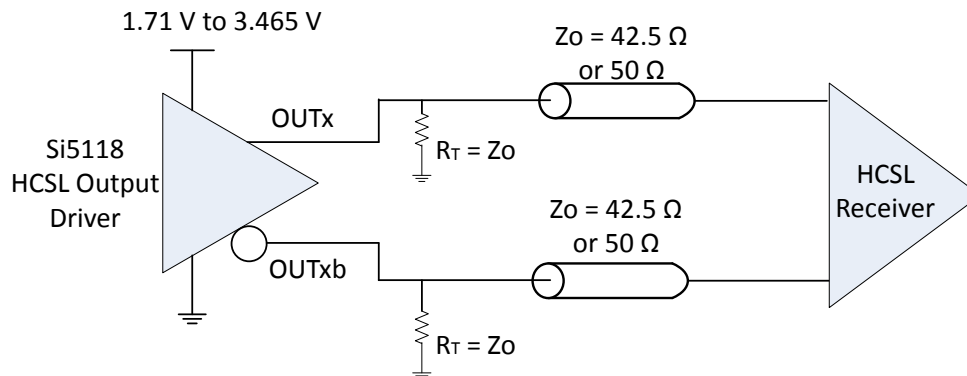 1.71 V to 3.465 V
Zo = 42.5 Ω
or 50 Ω
OUTx
Si5118
HCSL Output
Driver
RT = Zo
HCSL
Receiver
Zo = 42.5 Ω
or 50 Ω
OUTxb
RT = Zo